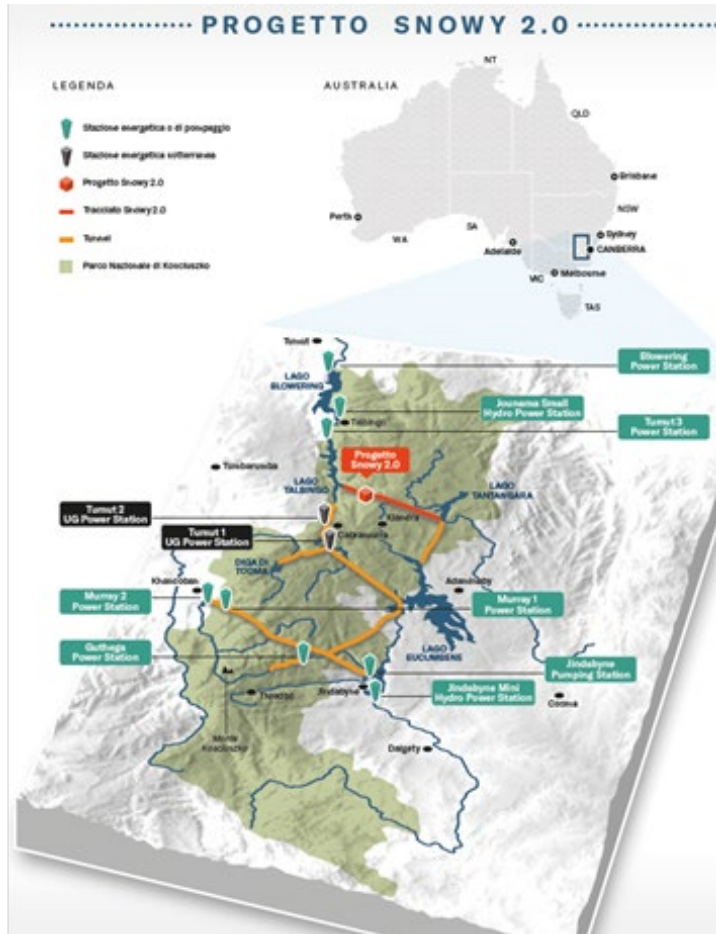 PROGETTO SNOWY 2.0
LEGENDA
Stazione energetica o di pompaggio
Stazione energetica sotterranea
Progetto Snowy 2.0
Tracciato Snowy 2.0
Tunnel
Parco Nazionale di Kosciuszko
AUSTRALIA
NT
QLD
Brisbane
NSW
Perth
WA
SA
Sydney
Adelaide
CANBERRA
VIC
Melbourne
TAS
Tumut
Blowering
Power Station
LAGO
BLOWERING
Jounama Small
Hydro Power Station
Talbingo
Tumut 3
Power Station
Progetto
Snowy 2.0
Tumbarumba
LAGO
TALBINGO
LAGO
TANTANGARA
Tumut 2
UG Power Station
Kiandra
Tumut 1
UG Power Station
Cabramurra
DIGA DI
TOOMA
Khancoban
Adaminaby
Murray 2
Power Station
Murray 1
Power Station
LAGO
EUCUMBENE
Guthega
Power Station
Jindabyne
Pumping Station
Thredbo
Jindabyne
Jindabyne Mini
Hydro Power Station
Cooma
Monte
Kosciuszko
Dalgety